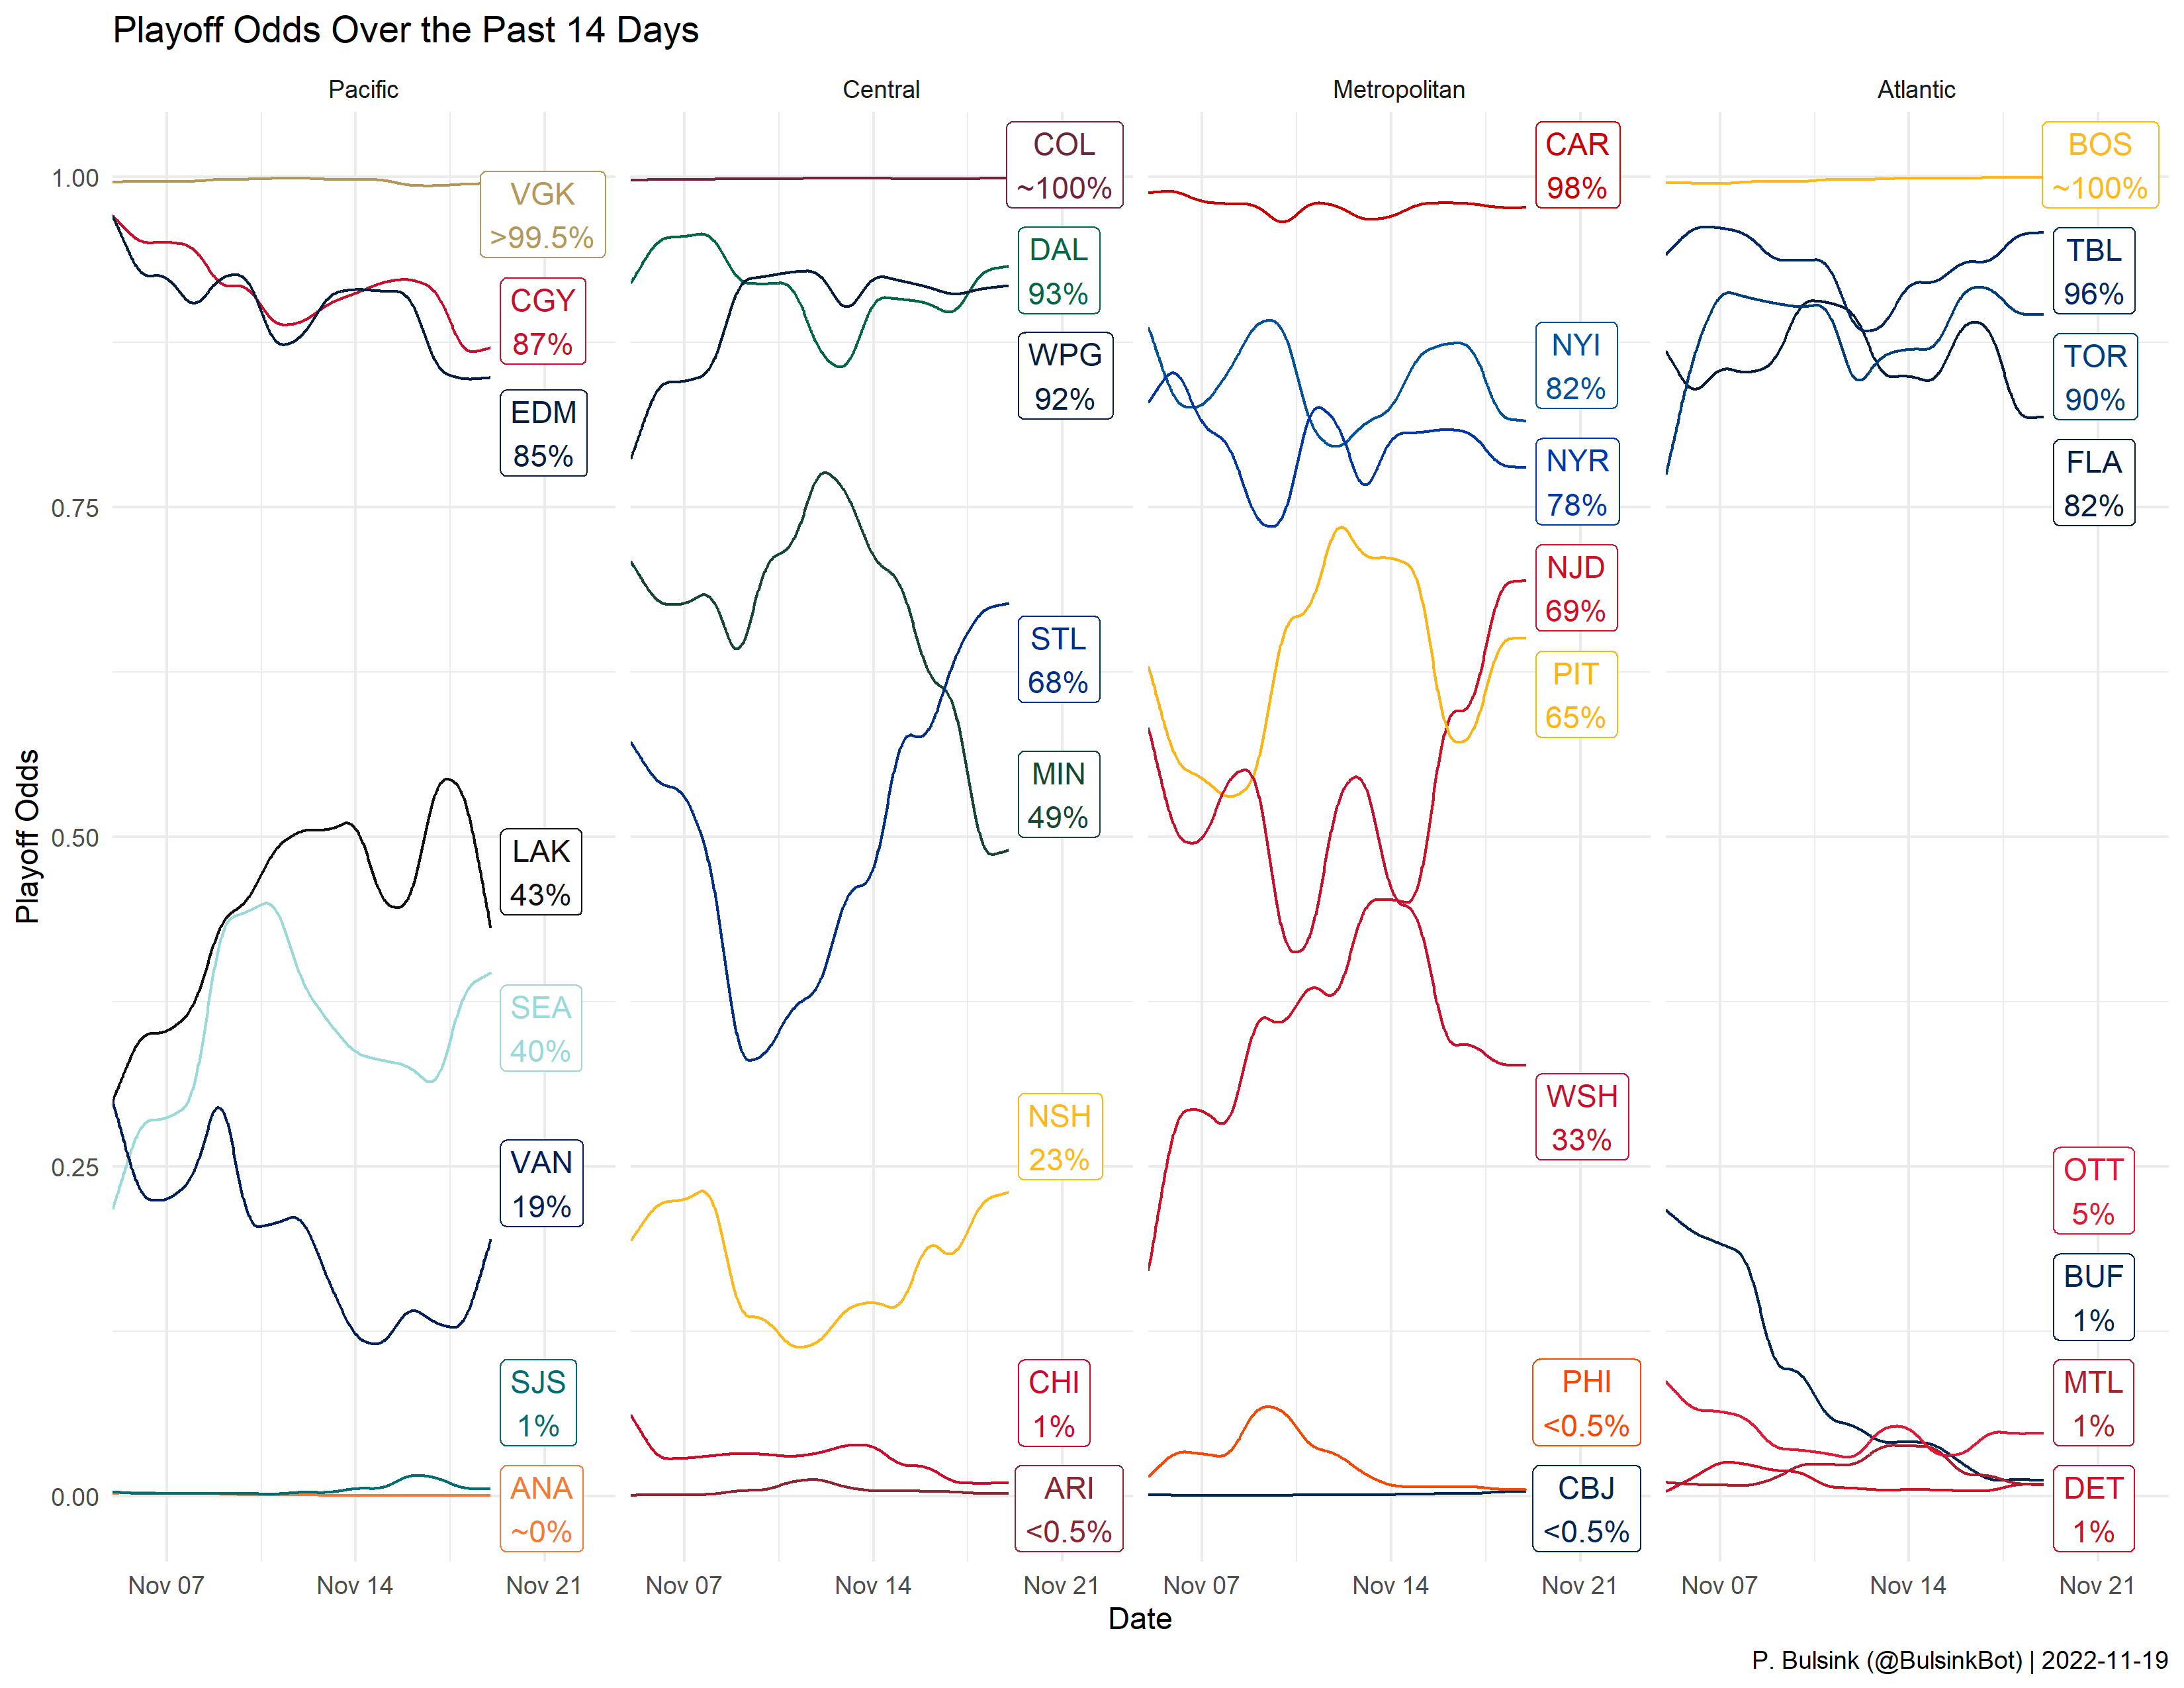 Playoff Odds Over the Past 14 Days
Pacific
Central
Metropolitan
Atlantic
Playoff Odds
1.00
0.75
0.50
0.25
0.00
VGK
>99.5%
CGY
87%
EDM
85%
LAK
43%
SEA
40%
VAN
19%
SJS
1%
ANA
~0%
COL
~100%
DAL
93%
WPG
92%
STL
68%
MIN
49%
NSH
23%
CHI
1%
ARI
<0.5%
CAR
98%
NYI
82%
NYR
78%
NJD
69%
PIT
65%
WSH
33%
PHI
<0.5%
CBJ
<0.5%
BOS
~100%
TBL
96%
TOR
90%
FLA
82%
OTT
5%
BUF
1%
MTL
1%
DET
1%
Nov 07 Nov 14 Nov 21
Nov 07 Nov 14 Nov 21
Nov 07 Nov 14 Nov 21
Nov 07 Nov 14 Nov 21
Date
P. Bulsink (@BulsinkBot) | 2022-11-19